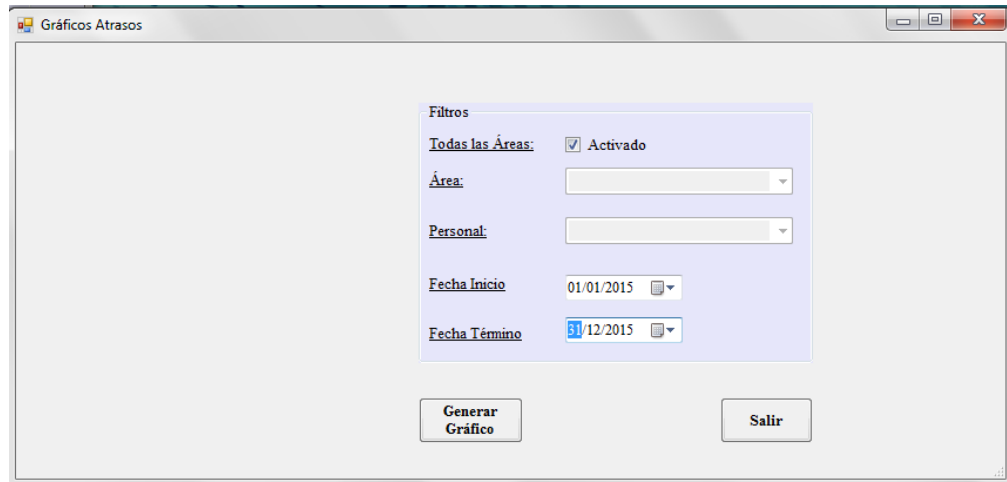 Gráficos Atrasos
Filtros
Todas las Áreas: Activado
Área:
Personal:
Fecha Inicio 01/01/2015
Fecha Término 31/12/2015
Generar
Gráfico
Salir